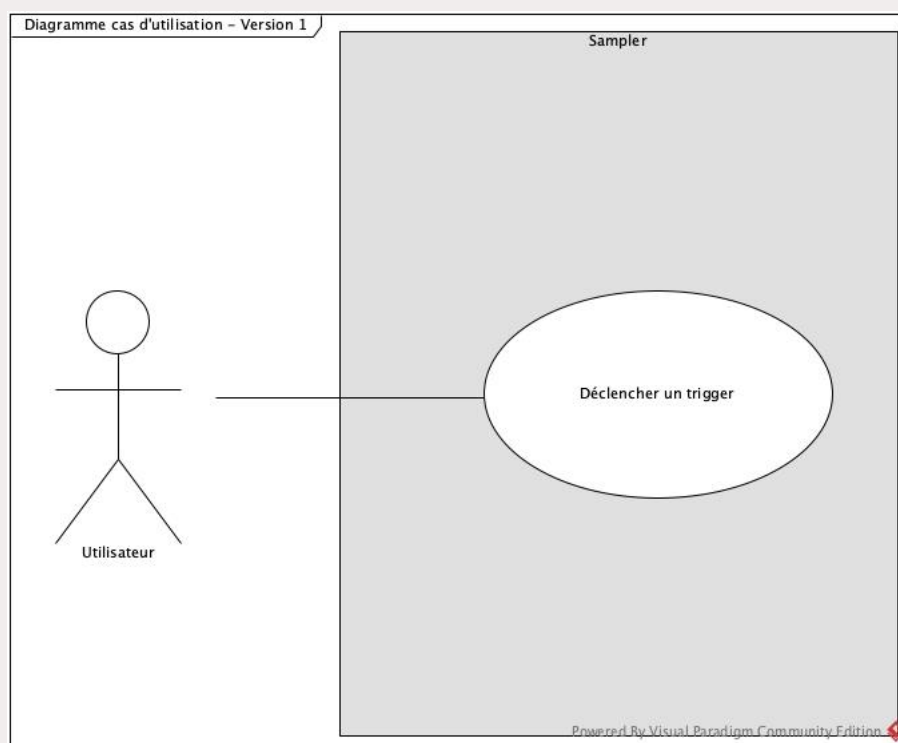 Diagramme cas d'utilisation - Version 1
Sampler
Déclencher un trigger
Utilisateur
Powered By Visual Paradigm Community Edition